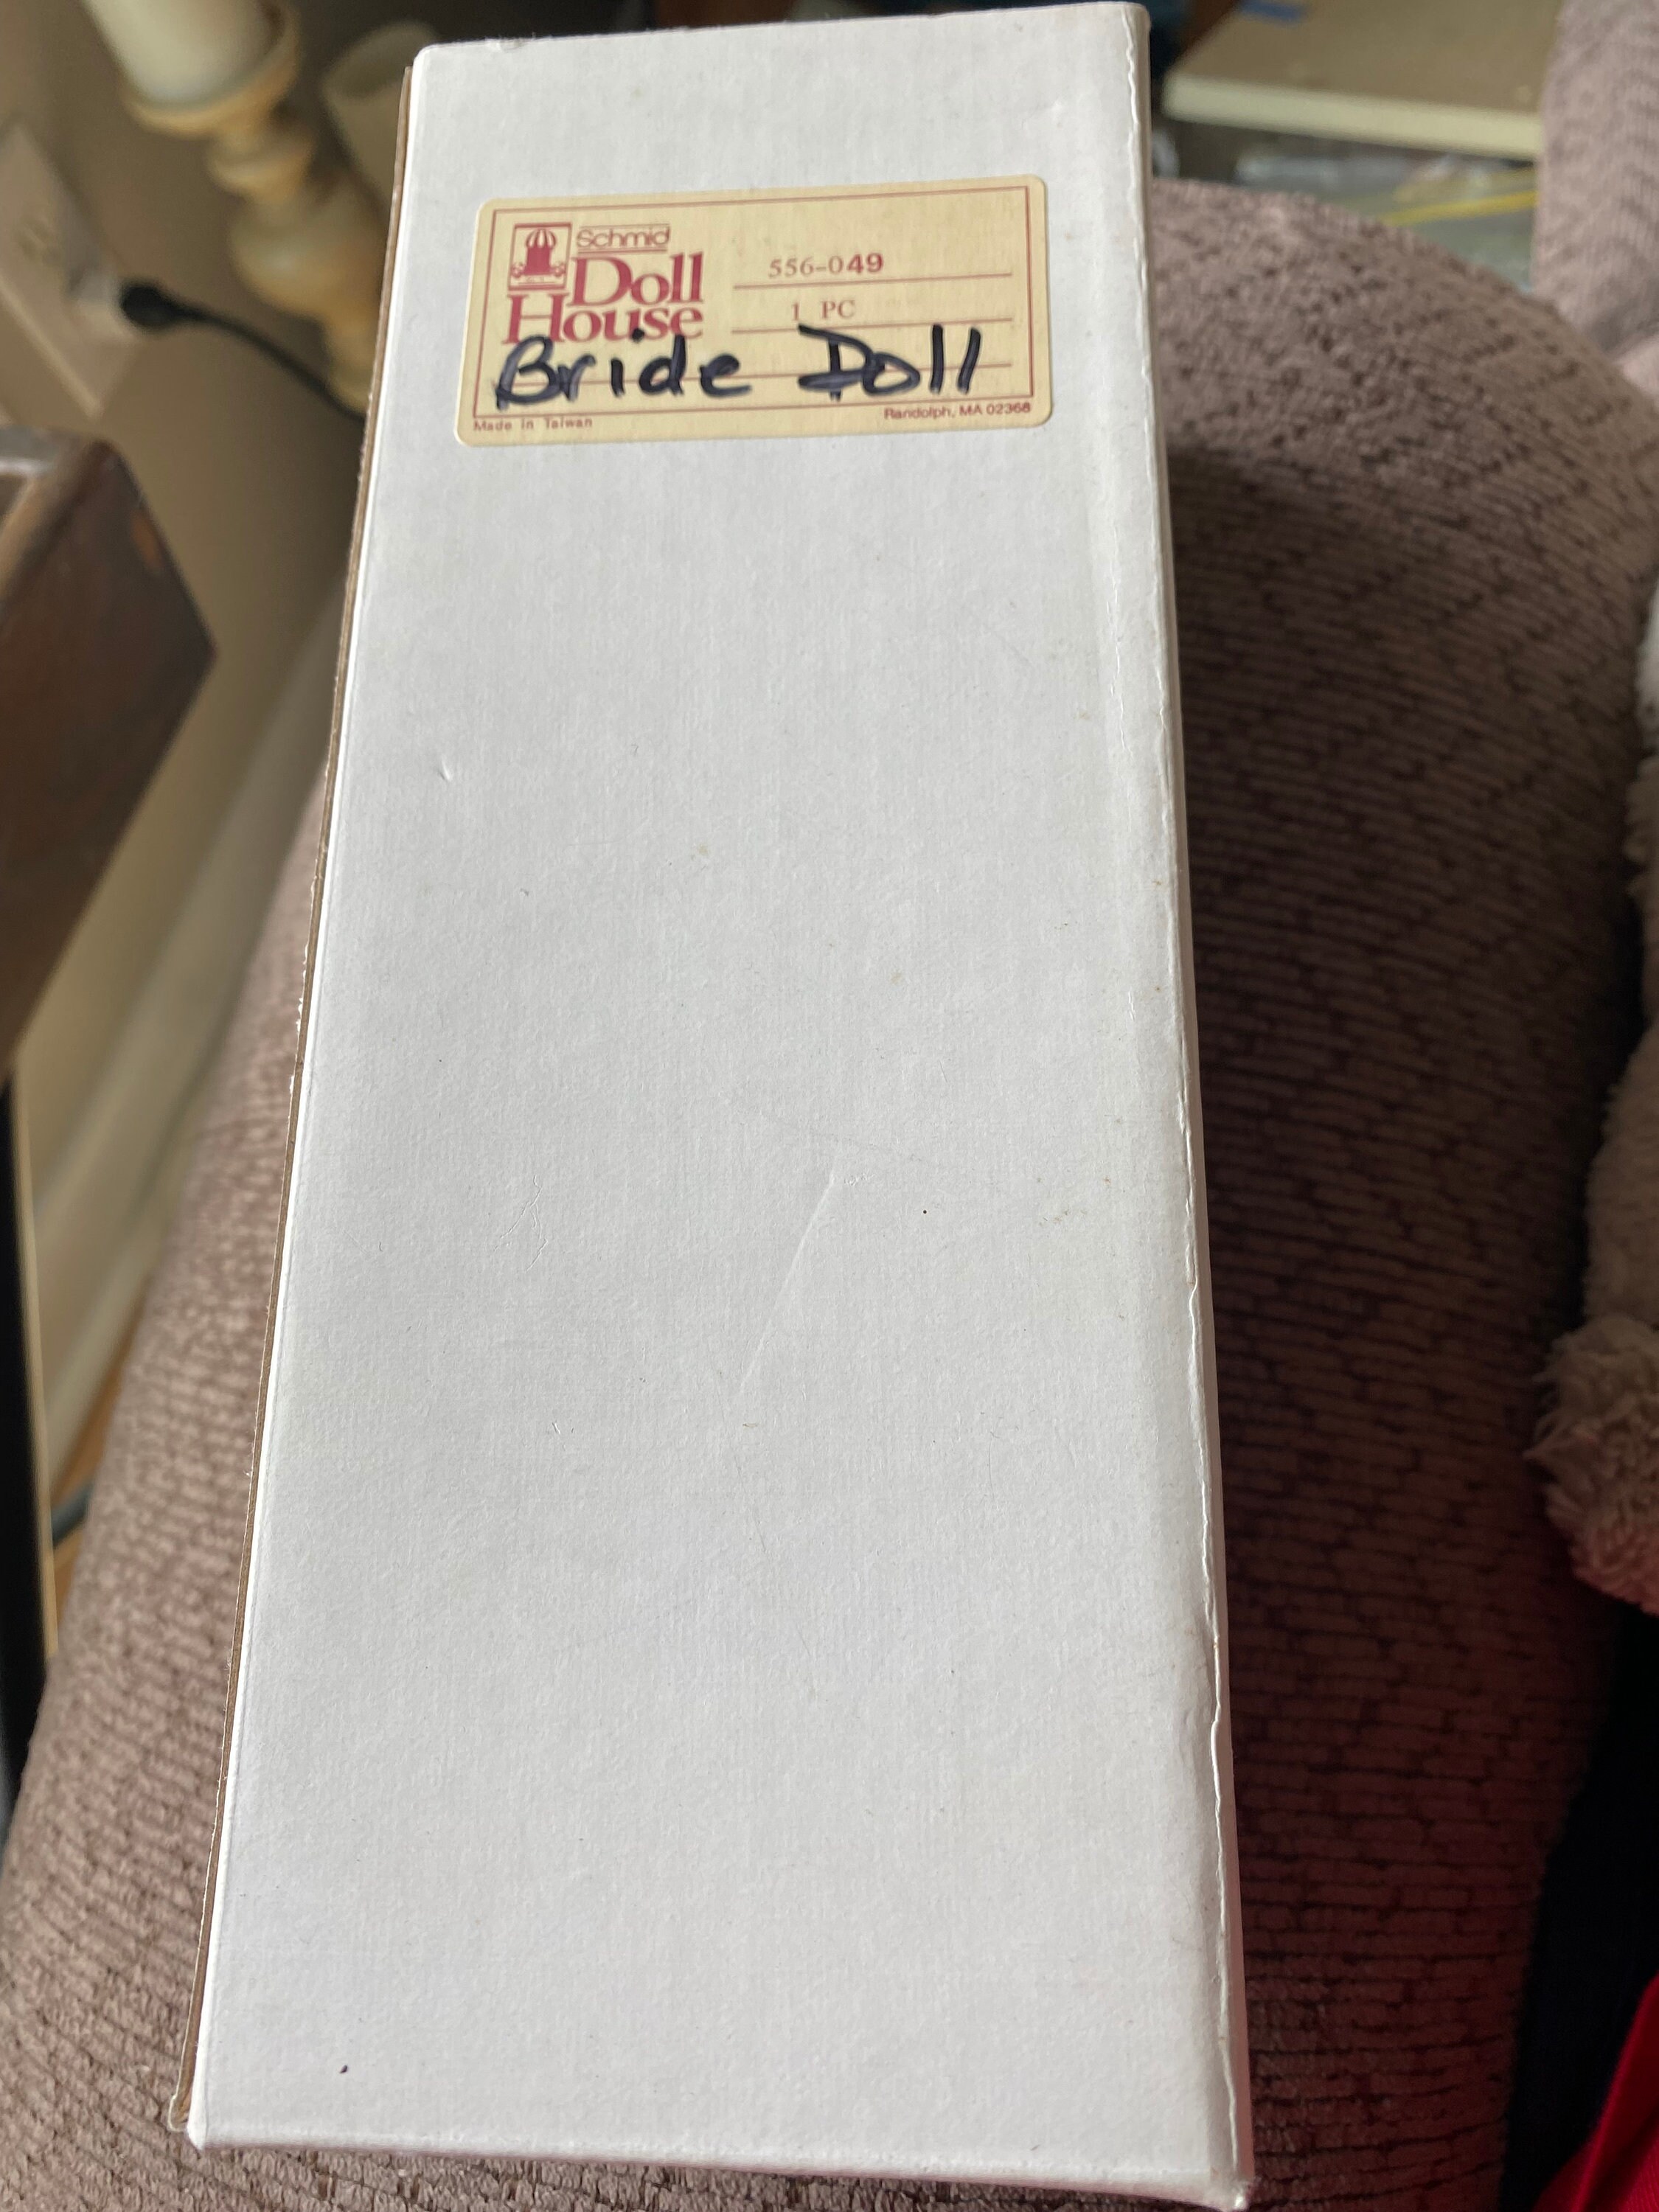 Schmid
Doll
House
556-049
1 PC
Bride Doll
Made in Taiwan
Randolph, MA 02368